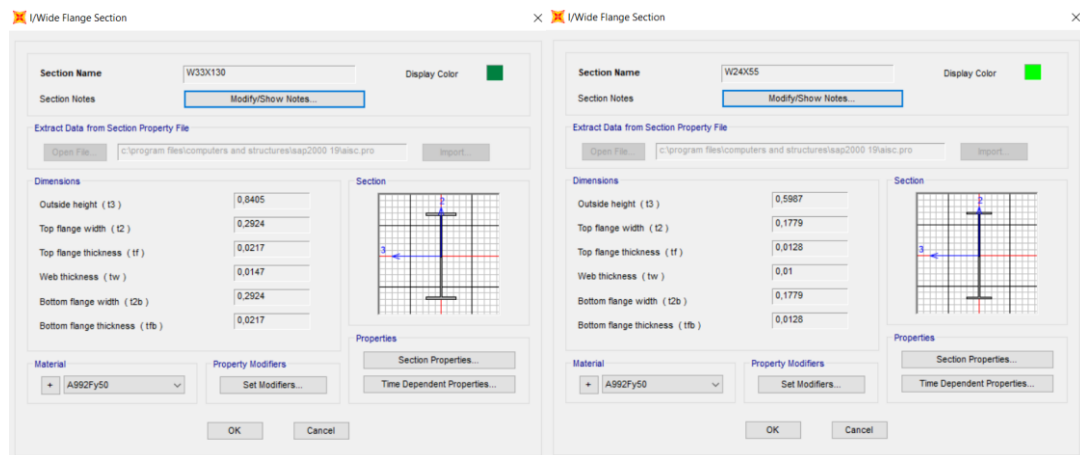 I/Wide Flange Section
Section Name W33X130 Display Color
Section Notes Modify/Show Notes...
Extract Data from Section Property File
Open File... c:\program files\computers and structures\sap2000 19\aisc.pro Import...
Dimensions
Outside height ( t3 ) 0,8405
Top flange width ( t2 ) 0,2924
Top flange thickness ( tf ) 0,0217
Web thickness ( tw ) 0,0147
Bottom flange width ( t2b ) 0,2924
Bottom flange thickness ( tfb ) 0,0217
Section
2
3
Properties
Section Properties...
Time Dependent Properties...
Material
+ A992Fy50
Property Modifiers
Set Modifiers...
OK Cancel
I/Wide Flange Section
Section Name W24X55 Display Color
Section Notes Modify/Show Notes...
Extract Data from Section Property File
Open File... c:\program files\computers and structures\sap2000 19\aisc.pro Import...
Dimensions
Outside height ( t3 ) 0,5987
Top flange width ( t2 ) 0,1779
Top flange thickness ( tf ) 0,0128
Web thickness ( tw ) 0,01
Bottom flange width ( t2b ) 0,1779
Bottom flange thickness ( tfb ) 0,0128
Section
2
3
Properties
Section Properties...
Time Dependent Properties...
Material
+ A992Fy50
Property Modifiers
Set Modifiers...
OK Cancel